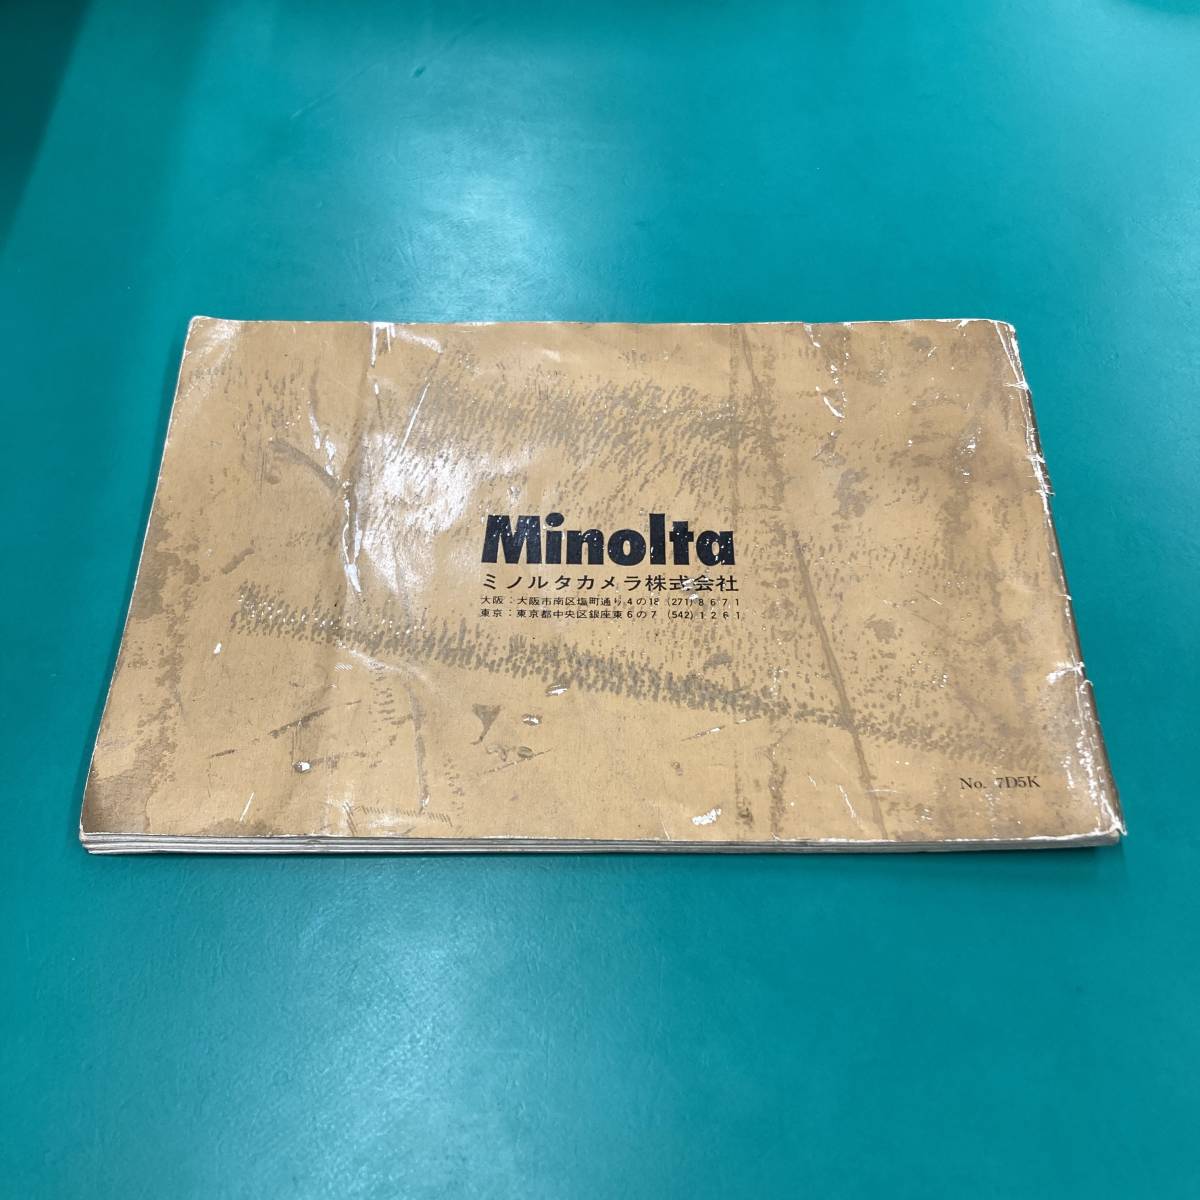 Minolta
ミノルタカメラ株式会社
大阪：大阪市南区塩町通り4の18 (271) 8671
東京：東京都中央区銀座東6の7 (542) 1261
No. 7D5K